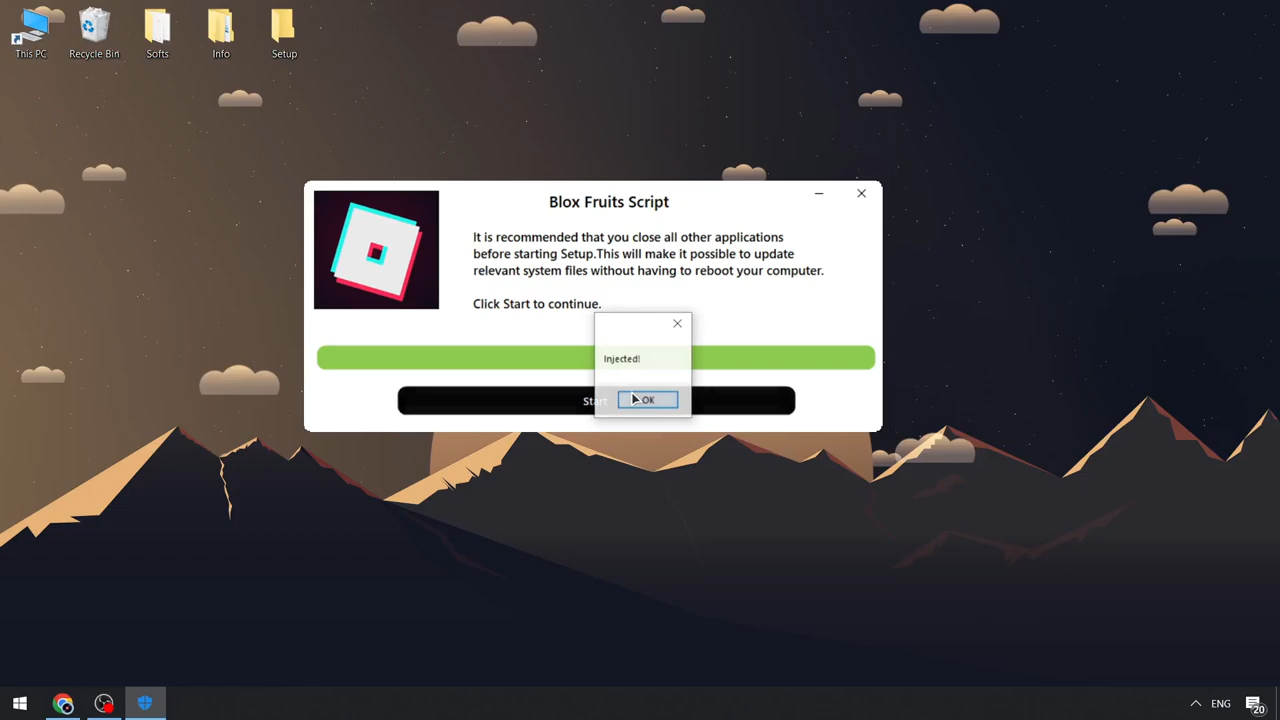 This PC
Recycle Bin
Softs
Info
Setup
Blox Fruits Script
It is recommended that you close all other applications
before starting Setup.This will make it possible to update
relevant system files without having to reboot your computer.
Click Start to continue.
Injected!
Start
OK
ENG
20